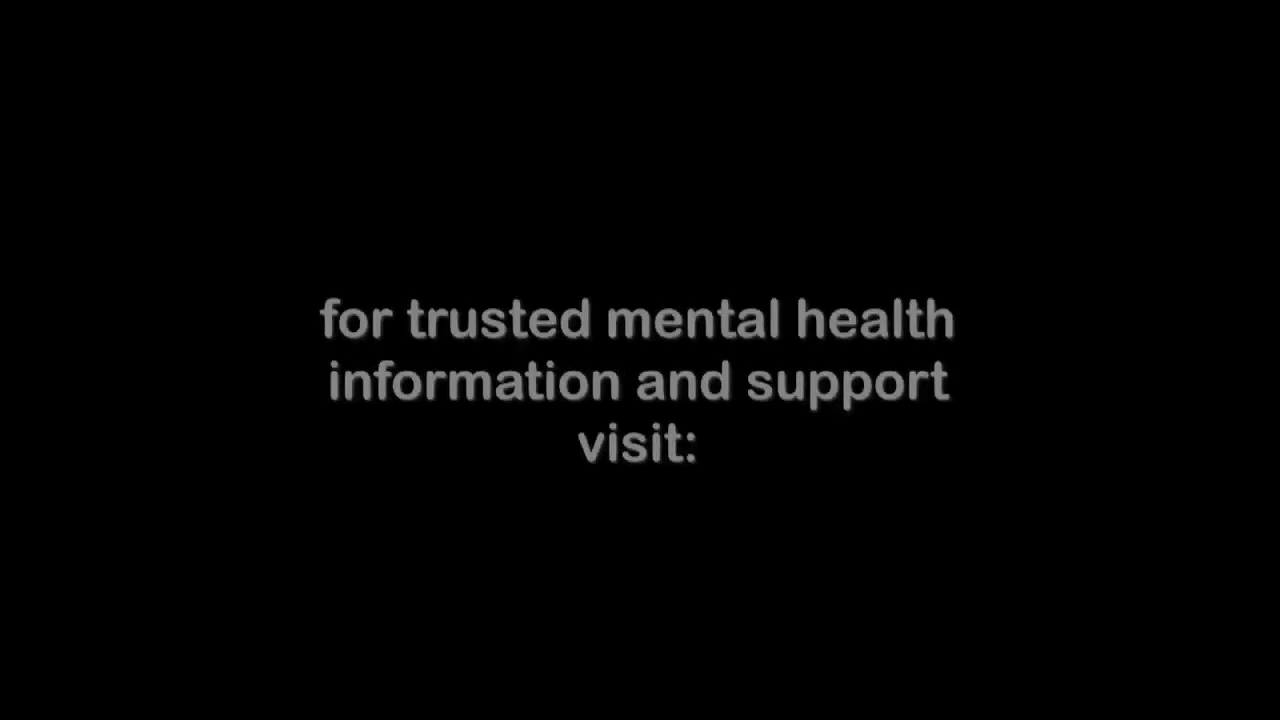 for trusted mental health
information and support
visit: